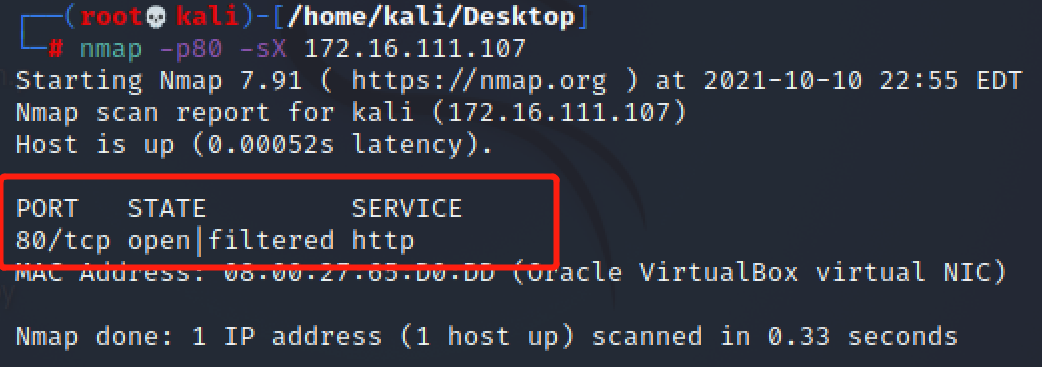 (root💀kali)-[/home/kali/Desktop]
# nmap -p80 -sX 172.16.111.107
Starting Nmap 7.91 ( https://nmap.org ) at 2021-10-10 22:55 EDT
Nmap scan report for kali (172.16.111.107)
Host is up (0.00052s latency).
PORT STATE SERVICE
80/tcp open|filtered http
MAC Address: 08:00:27:65:D0:DD (Oracle VirtualBox virtual NIC)
Nmap done: 1 IP address (1 host up) scanned in 0.33 seconds